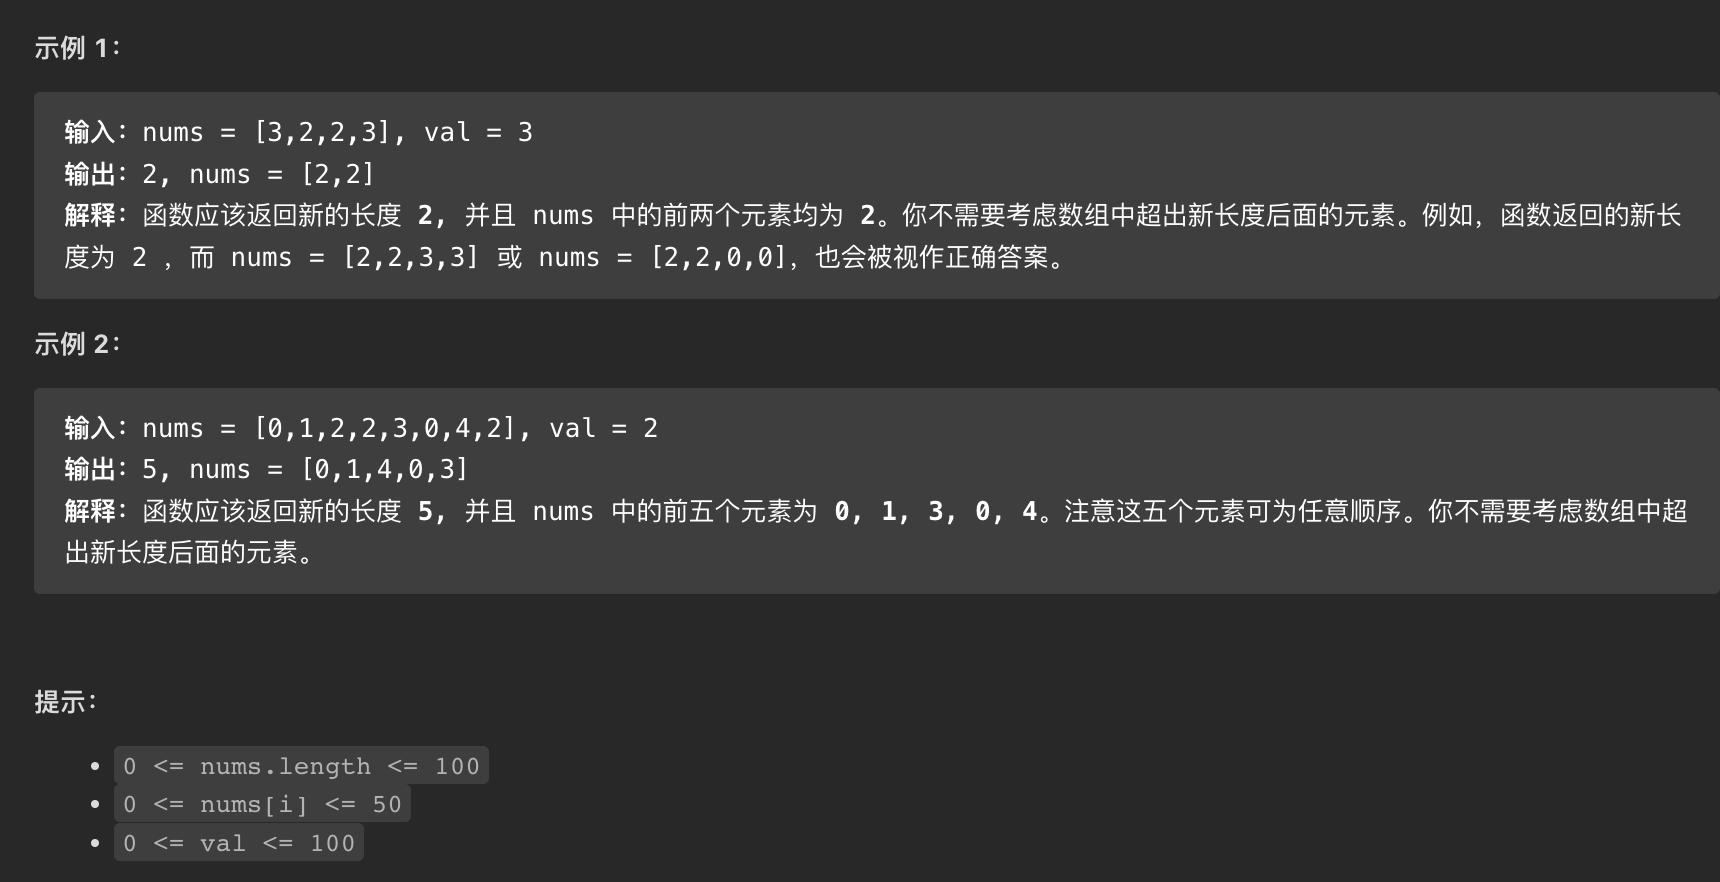 示例 1：
输入：nums = [3,2,2,3], val = 3
输出：2, nums = [2,2]
解释：函数应该返回新的长度 2, 并且 nums 中的前两个元素均为 2。你不需要考虑数组中超出新长度后面的元素。例如，函数返回的新长
度为 2 ，而 nums = [2,2,3,3] 或 nums = [2,2,0,0]，也会被视作正确答案。
示例 2：
输入：nums = [0,1,2,2,3,0,4,2], val = 2
输出：5, nums = [0,1,4,0,3]
解释：函数应该返回新的长度 5, 并且 nums 中的前五个元素为 0, 1, 3, 0, 4。注意这五个元素可为任意顺序。你不需要考虑数组中超
出新长度后面的元素。
提示：
• 0 <= nums.length <= 100
• 0 <= nums[i] <= 50
• 0 <= val <= 100